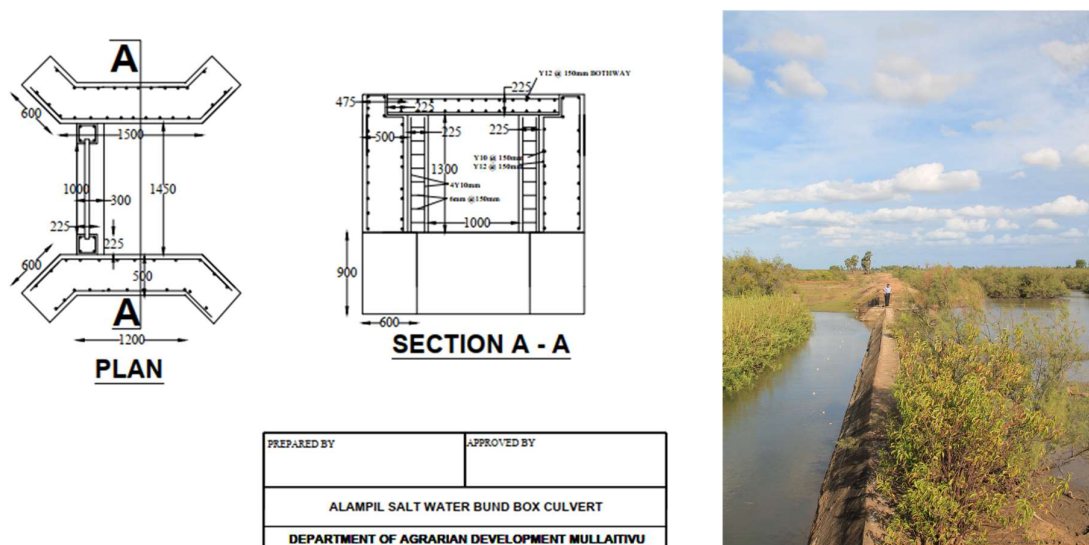 A
600
1500
1000
300
1450
225
225
600
500
A
1200
PLAN
Y12 @ 150mm BOTHWAY
475
225
225
500
225
225
1300
Y10 @ 150mm
Y12 @ 150mm
4Y10mm
6mm @150mm
1000
900
600
SECTION A - A
PREPARED BY
APPROVED BY
ALAMPIL SALT WATER BUND BOX CULVERT
DEPARTMENT OF AGRARIAN DEVELOPMENT MULLAITIVU